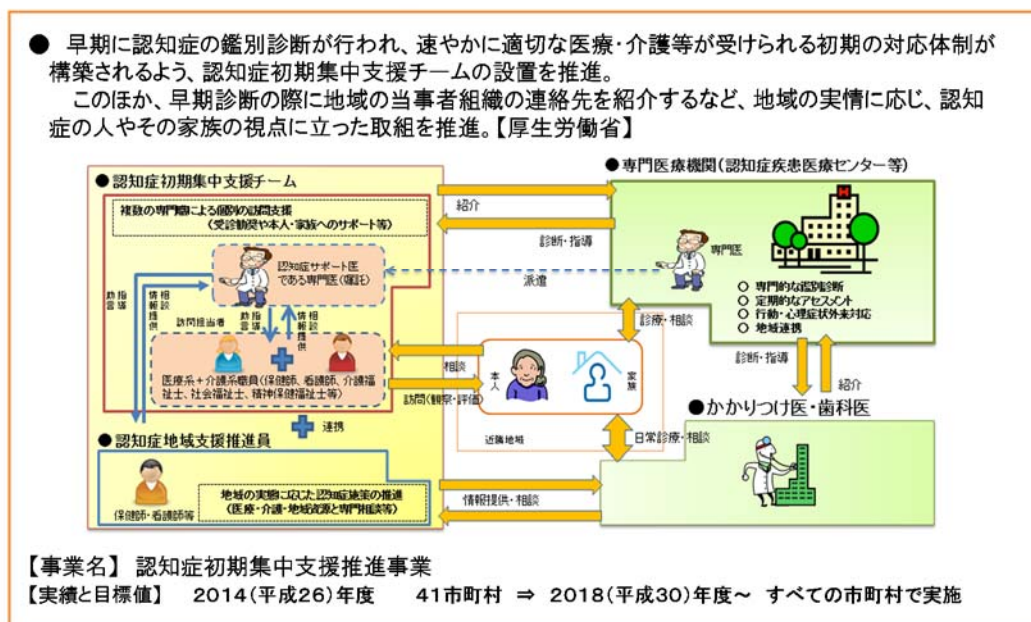 ● 早期に認知症の鑑別診断が行われ、速やかに適切な医療・介護等が受けられる初期の対応体制が
構築されるよう、認知症初期集中支援チームの設置を推進。
このほか、早期診断の際に地域の当事者組織の連絡先を紹介するなど、地域の実情に応じ、認知
症の人やその家族の視点に立った取組を推進。【厚生労働省】
●認知症初期集中支援チーム
複数の専門職による個別の訪問支援
(受診勧奨や本人・家族へのサポート等)
認知症サポート医
である専門医(嘱託)
指導
助言
相談
情報提供
訪問担当者
指導
助言
相談
情報提供
医療系+介護系職員(保健師、看護師、介護福
祉士、社会福祉士、精神保健福祉士等)
連携
●認知症地域支援推進員
保健師・看護師等
地域の実態に応じた認知症施策の推進
(医療・介護・地域資源と専門相談等)
紹介
診断・指導
派遣
相談
訪問(観察・評価)
本人
家族
近隣地域
診療・相談
日常診療・相談
情報提供・相談
●専門医療機関(認知症疾患医療センター等)
H
専門医
○ 専門的な鑑別診断
○ 定期的なアセスメント
○ 行動・心理症状外来対応
○ 地域連携
診断・指導
紹介
●かかりつけ医・歯科医
【事業名】 認知症初期集中支援推進事業
【実績と目標値】 2014(平成26)年度 41市町村 ⇒ 2018(平成30)年度~ すべての市町村で実施